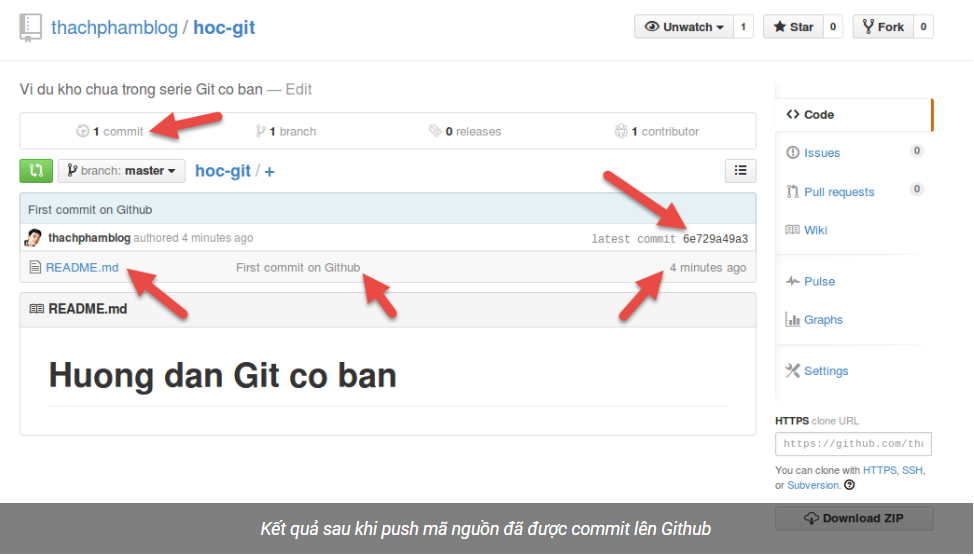 thachphamblog / hoc-git
Unwatch 1 Star 0 Fork 0
Vi du kho chua trong serie Git co ban — Edit
1 commit 1 branch 0 releases 1 contributor
branch: master hoc-git / +
First commit on Github
thachphamblog authored 4 minutes ago latest commit 6e729a49a3
README.md First commit on Github 4 minutes ago
README.md
Huong dan Git co ban
Code
Issues 0
Pull requests 0
Wiki
Pulse
Graphs
Settings
HTTPS clone URL
https://github.com/tha
You can clone with HTTPS, SSH,
or Subversion.
Download ZIP
Kết quả sau khi push mã nguồn đã được commit lên Github